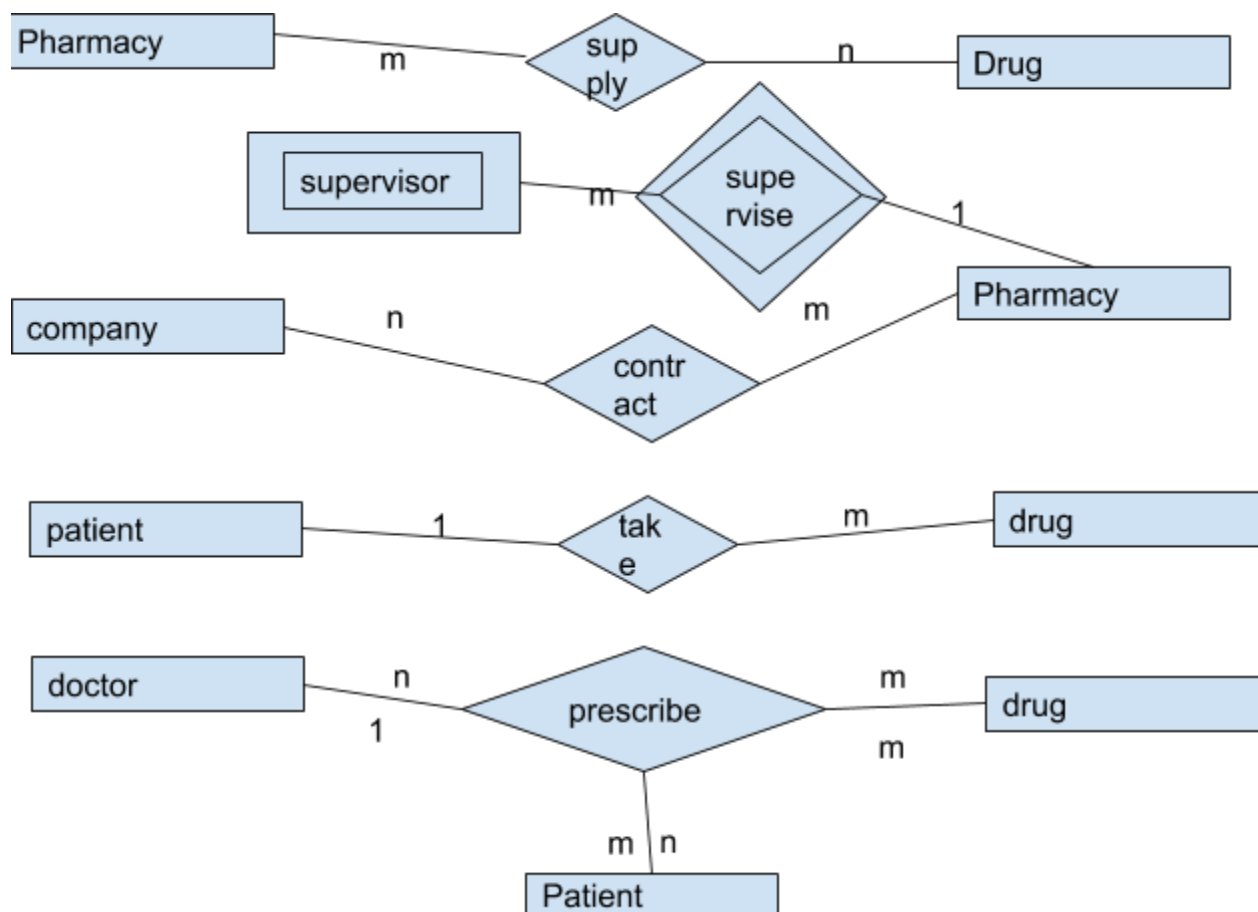 Pharmacy
m
sup
ply
n
Drug
supervisor
m
supe
rvise
1
Pharmacy
company
n
contr
act
m
patient
1
tak
e
m
drug
doctor
n
1
prescribe
m
m
drug
m n
Patient